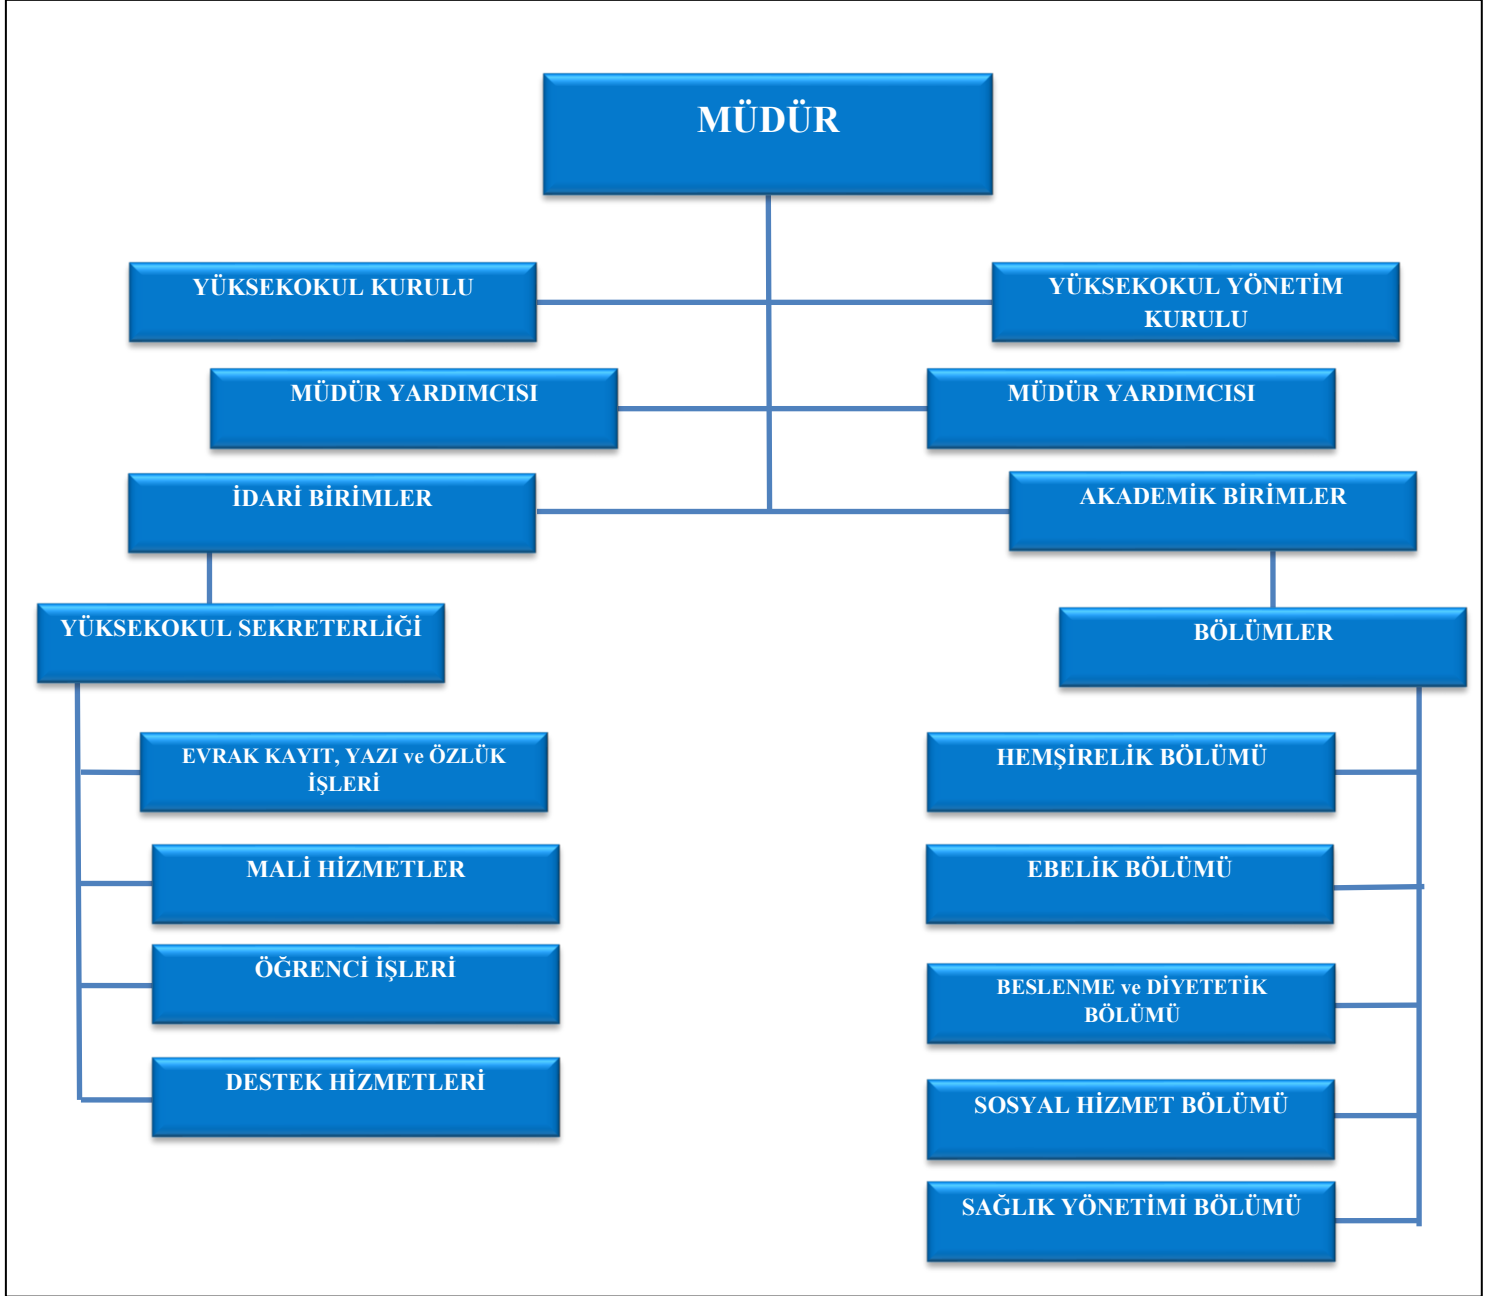 MÜDÜR
YÜKSEKOKUL KURULU
YÜKSEKOKUL YÖNETİM
KURULU
MÜDÜR YARDIMCISI
MÜDÜR YARDIMCISI
İDARİ BİRİMLER
AKADEMİK BİRİMLER
YÜKSEKOKUL SEKRETERLİĞİ
BÖLÜMLER
EVRAK KAYIT, YAZI ve ÖZLÜK
İŞLERİ
MALİ HİZMETLER
ÖĞRENCİ İŞLERİ
DESTEK HİZMETLERİ
HEMŞİRELİK BÖLÜMÜ
EBELİK BÖLÜMÜ
BESLENME ve DİYETETİK
BÖLÜMÜ
SOSYAL HİZMET BÖLÜMÜ
SAĞLIK YÖNETİMİ BÖLÜMÜ